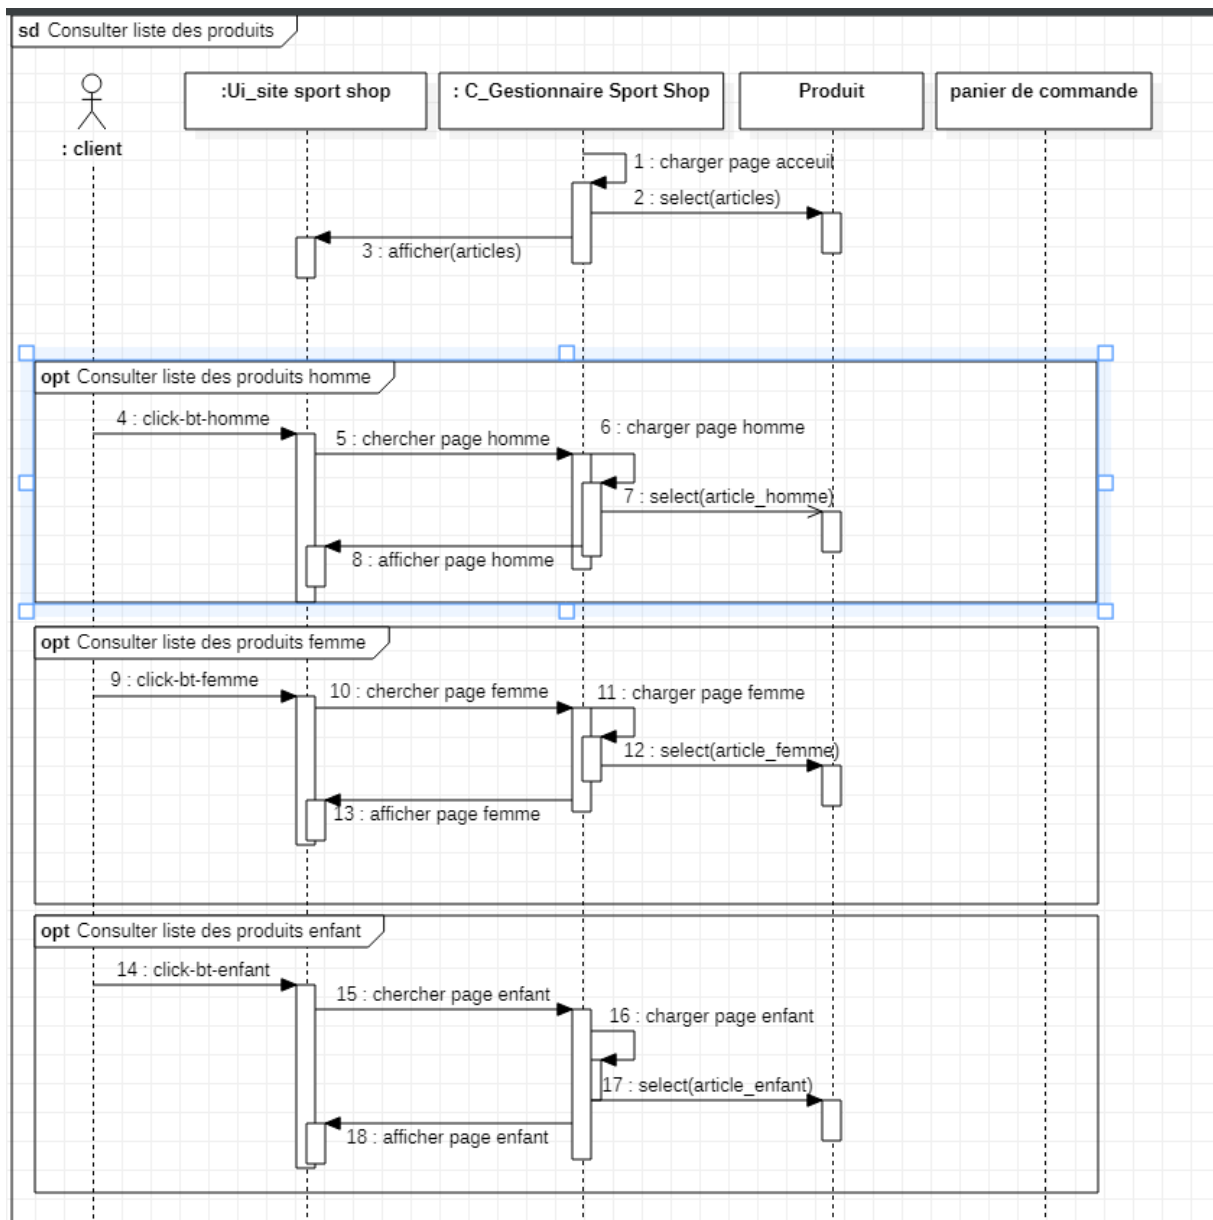 sd Consulter liste des produits
:Ui_site sport shop
: C_Gestionnaire Sport Shop
Produit
panier de commande
: client
1 : charger page acceuil
2 : select(articles)
3 : afficher(articles)
opt Consulter liste des produits homme
4 : click-bt-homme
5 : chercher page homme
6 : charger page homme
7 : select(article_homme)
8 : afficher page homme
opt Consulter liste des produits femme
9 : click-bt-femme
10 : chercher page femme
11 : charger page femme
12 : select(article_femme)
13 : afficher page femme
opt Consulter liste des produits enfant
14 : click-bt-enfant
15 : chercher page enfant
16 : charger page enfant
17 : select(article_enfant)
18 : afficher page enfant